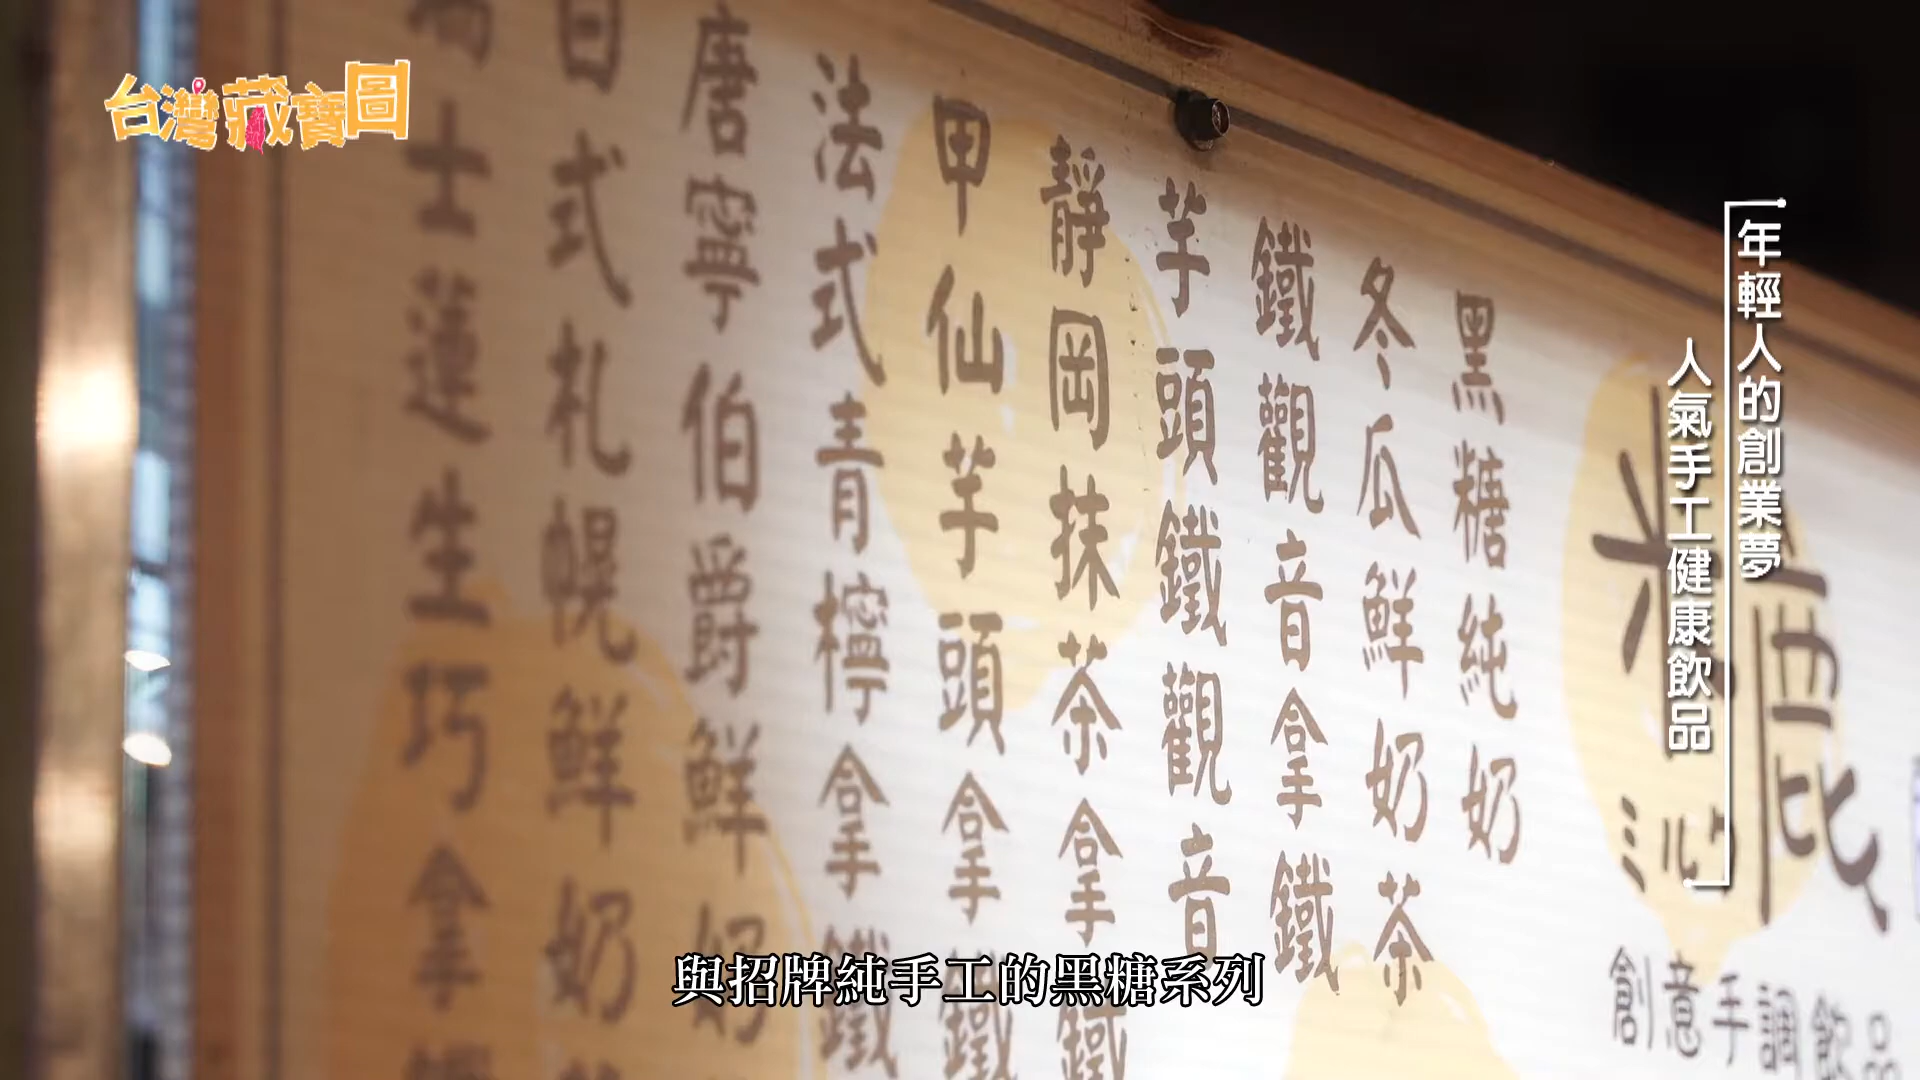 台灣藏寶圖
年輕人的創業夢
人氣手工健康飲品
創意手調飲品
黑糖純奶
冬瓜鮮奶茶
鐵觀音拿鐵
芋頭鐵觀音
靜岡抹茶拿鐵
甲仙芋頭拿鐵
法式青檸拿鐵
唐寧伯爵鮮奶
日式札幌鮮奶
士蓮生巧拿鐵
與招牌純手工的黑糖系列